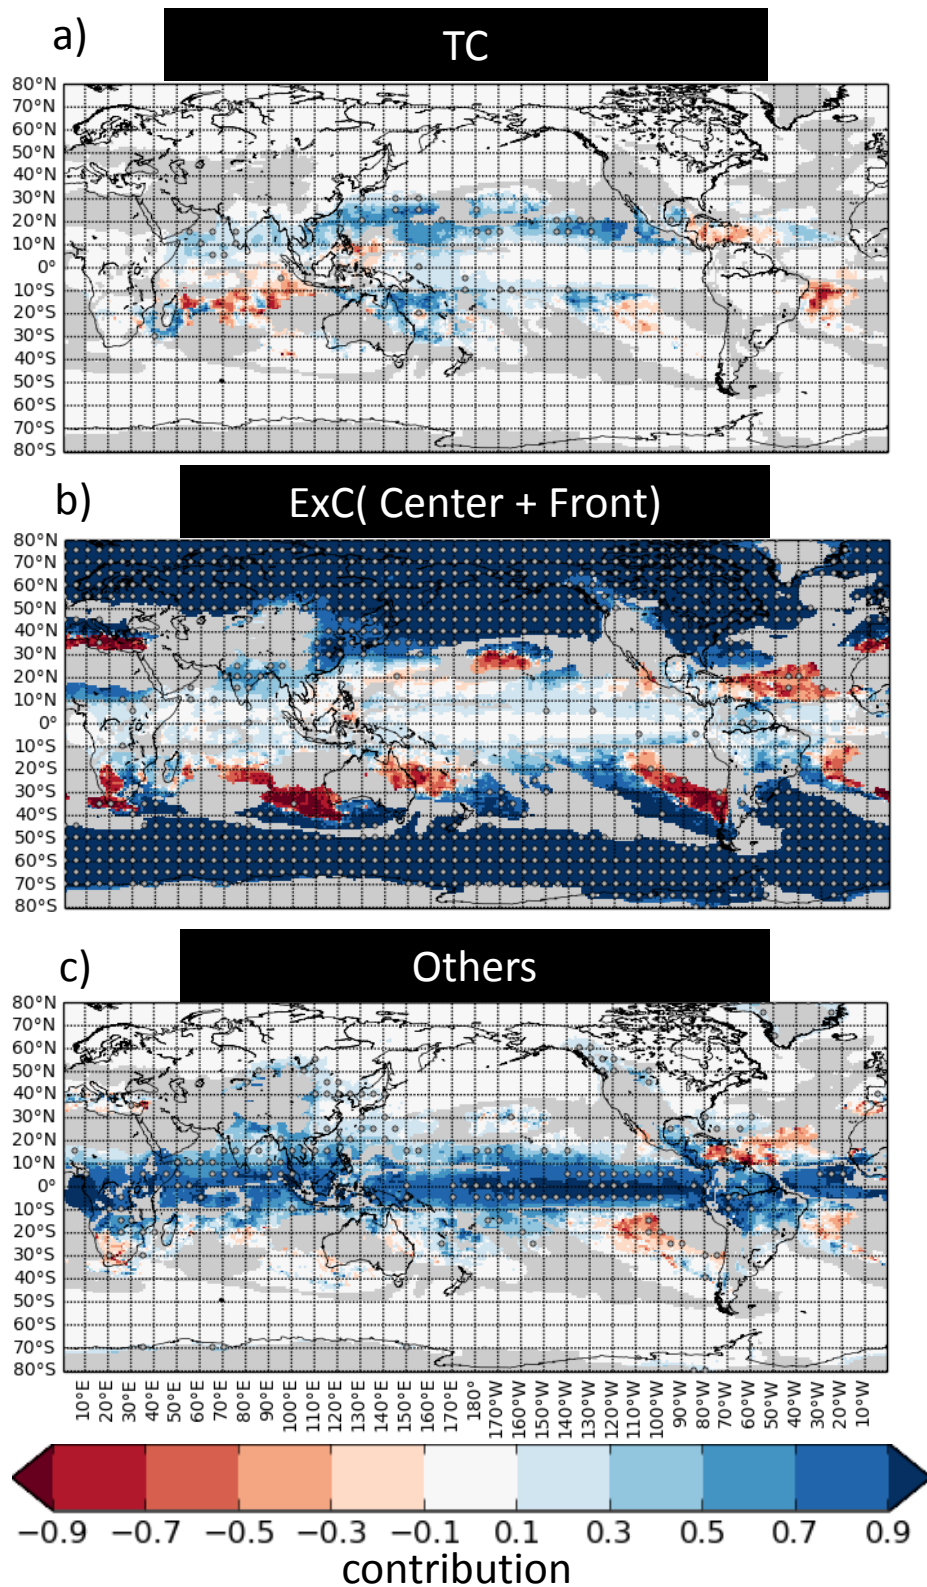 a)
TC
80°N
70°N
60°N
50°N
40°N
30°N
20°N
10°N
0°
10°S
20°S
30°S
40°S
50°S
60°S
70°S
80°S
b)
ExC( Center + Front)
80°N
70°N
60°N
50°N
40°N
30°N
20°N
10°N
0°
10°S
20°S
30°S
40°S
50°S
60°S
70°S
80°S
c)
Others
80°N
70°N
60°N
50°N
40°N
30°N
20°N
10°N
0°
10°S
20°S
30°S
40°S
50°S
60°S
70°S
80°S
10°E 20°E 30°E 40°E 50°E 60°E 70°E 80°E 90°E 100°E 110°E 120°E 130°E 140°E 150°E 160°E 170°E 180° 170°W 160°W 150°W 140°W 130°W 120°W 110°W 100°W 90°W 80°W 70°W 60°W 50°W 40°W 30°W 20°W 10°W
−0.9 −0.7 −0.5 −0.3 −0.1 0.1 0.3 0.5 0.7 0.9
contribution